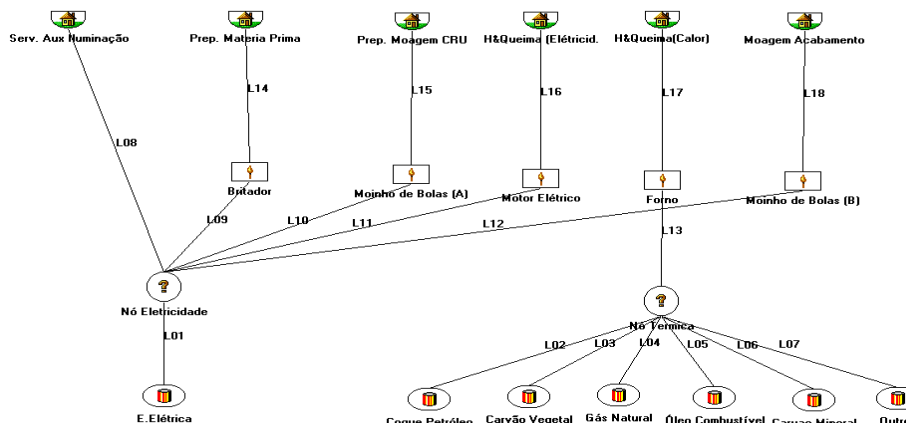 Serv. Aux Iluminação
Prep. Materia Prima
Prep. Moagem CRU
H&Queima (Elétricid.
H&Queima(Calor)
Moagem Acabamento
L14
L15
L16
L17
L18
L08
Britador
Moinho de Bolas (A)
Motor Elétrico
Forno
Moinho de Bolas (B)
L09
L10
L11
L12
L13
?
?
Nó Eletricidade
Nó Termica
L01
L02
L03
L04
L05
L06
L07
E.Elétrica
Coque Petróleo
Carvão Vegetal
Gás Natural
Óleo Combustível
Carvao Mineral
Outro